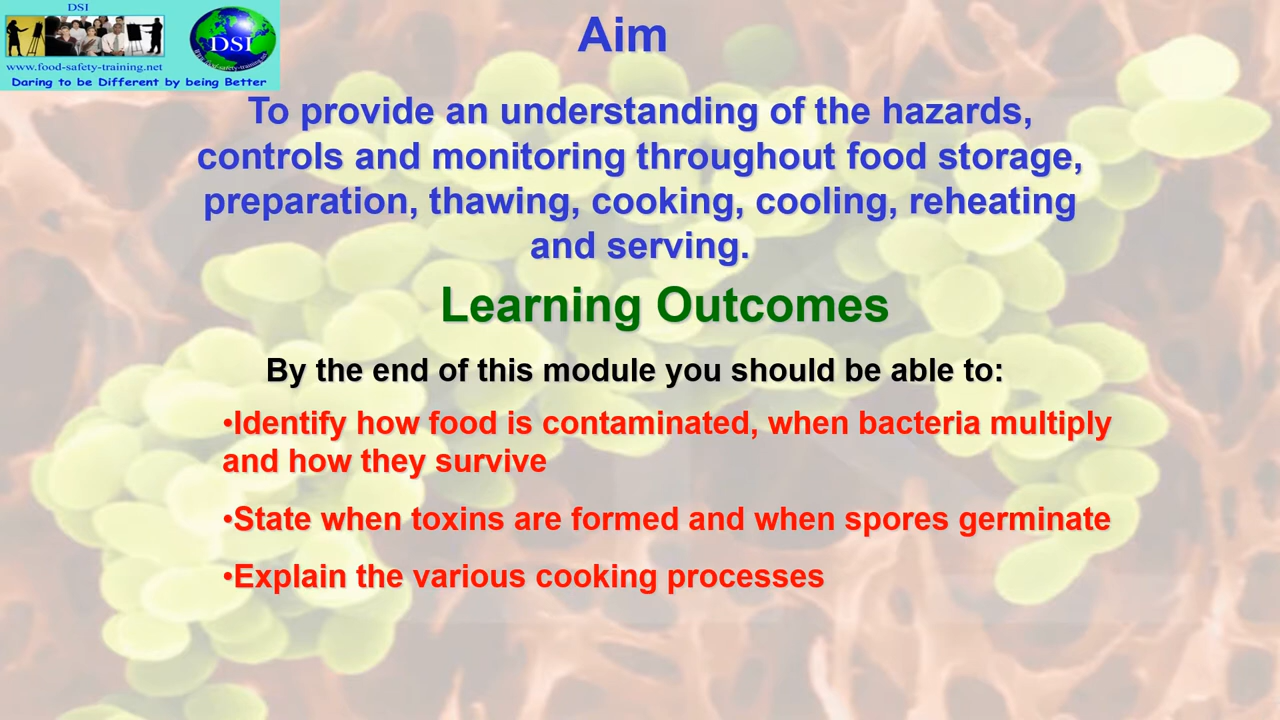 DSI
DSI
www.food-safety-training.net
Daring to be Different by being Better
Aim
To provide an understanding of the hazards,
controls and monitoring throughout food storage,
preparation, thawing, cooking, cooling, reheating
and serving.
Learning Outcomes
By the end of this module you should be able to:
•Identify how food is contaminated, when bacteria multiply
and how they survive
•State when toxins are formed and when spores germinate
•Explain the various cooking processes